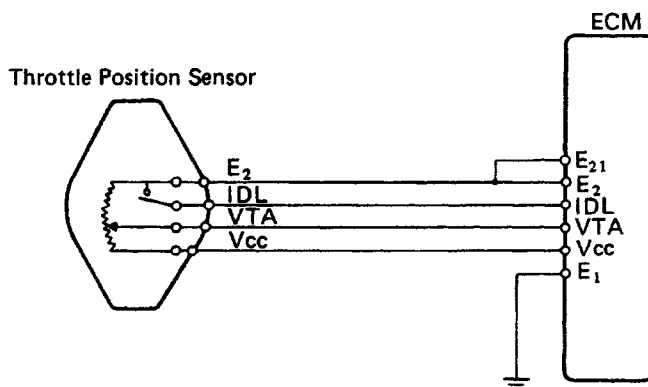 ECM
Throttle Position Sensor
E₂
IDL
VTA
Vcc
E₂₁
E₂
IDL
VTA
Vcc
E₁